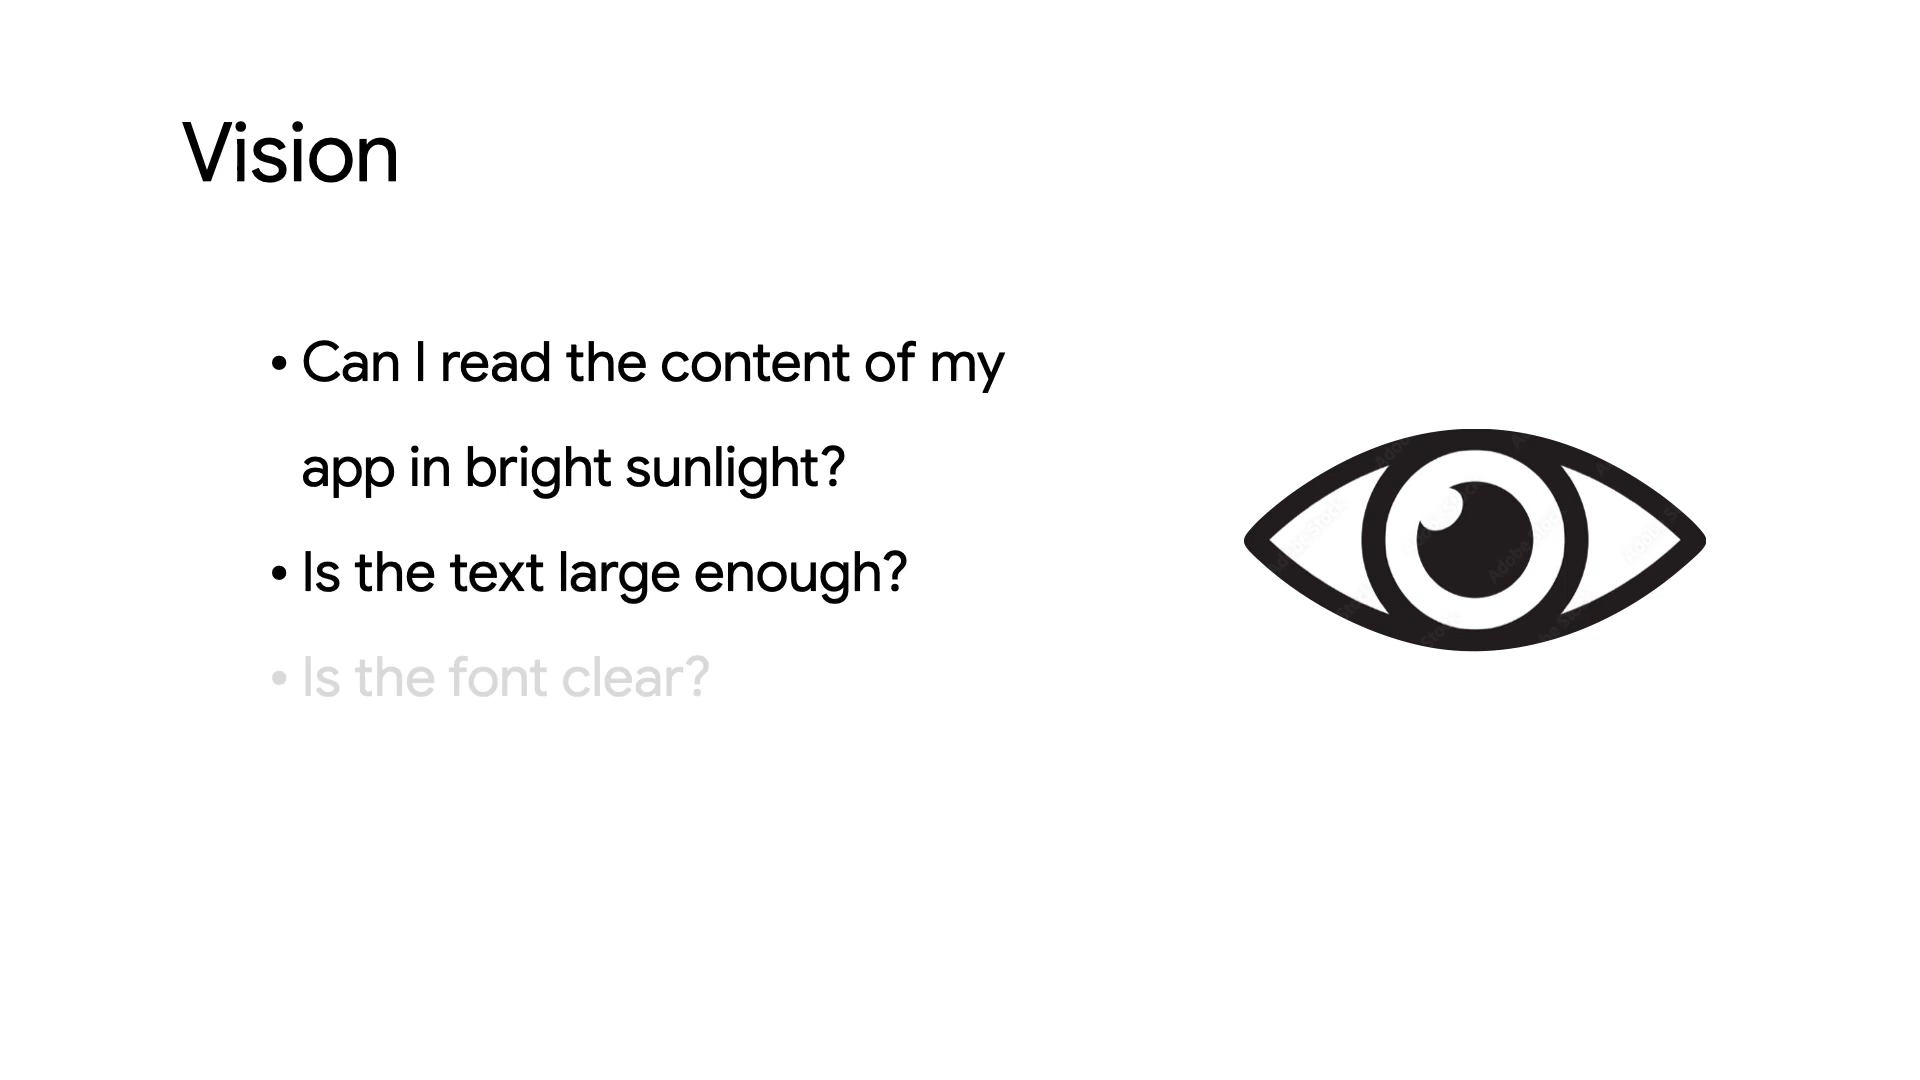 Vision
• Can I read the content of my
app in bright sunlight?
• Is the text large enough?
• Is the font clear?